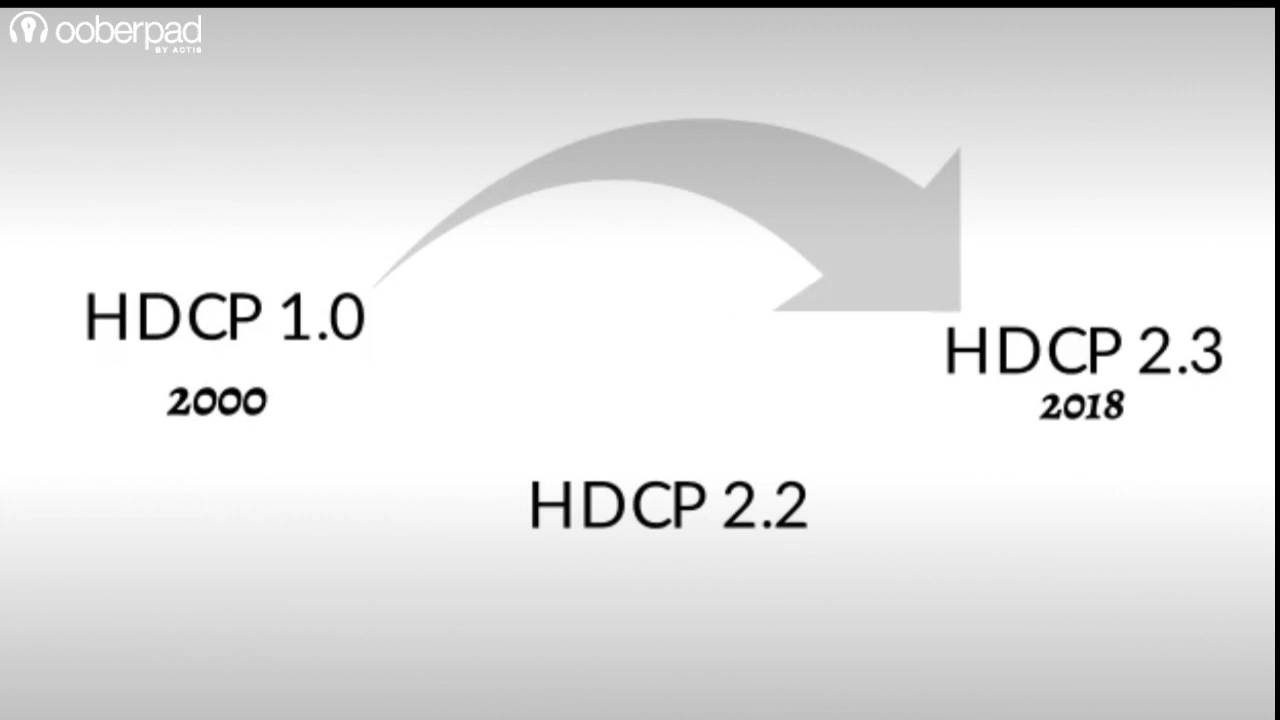 ooberpad
BY ACTIS
HDCP 1.0
2000
HDCP 2.3
2018
HDCP 2.2